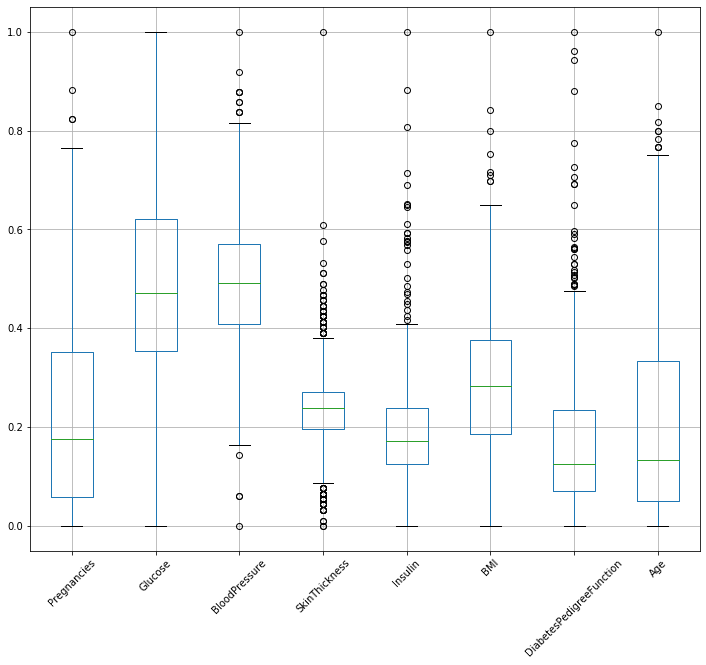 1.0
0.8
0.6
0.4
0.2
0.0
Pregnancies
Glucose
BloodPressure
SkinThickness
Insulin
BMI
DiabetesPedigreeFunction
Age